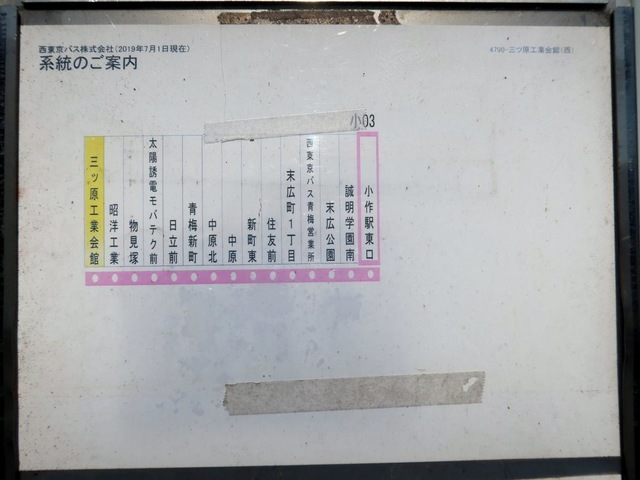 西東京バス株式会社（2019年7月1日現在）
系統のご案内
4790-三ツ原工業会館（西）
小03
三ツ原工業会館
昭洋工業
物見塚
太陽誘電モバテク前
日立前
青梅新町
中原北
中原
新町東
住友前
末広町1丁目
西東京バス青梅営業所
末広公園
誠明学園南
小作駅東口